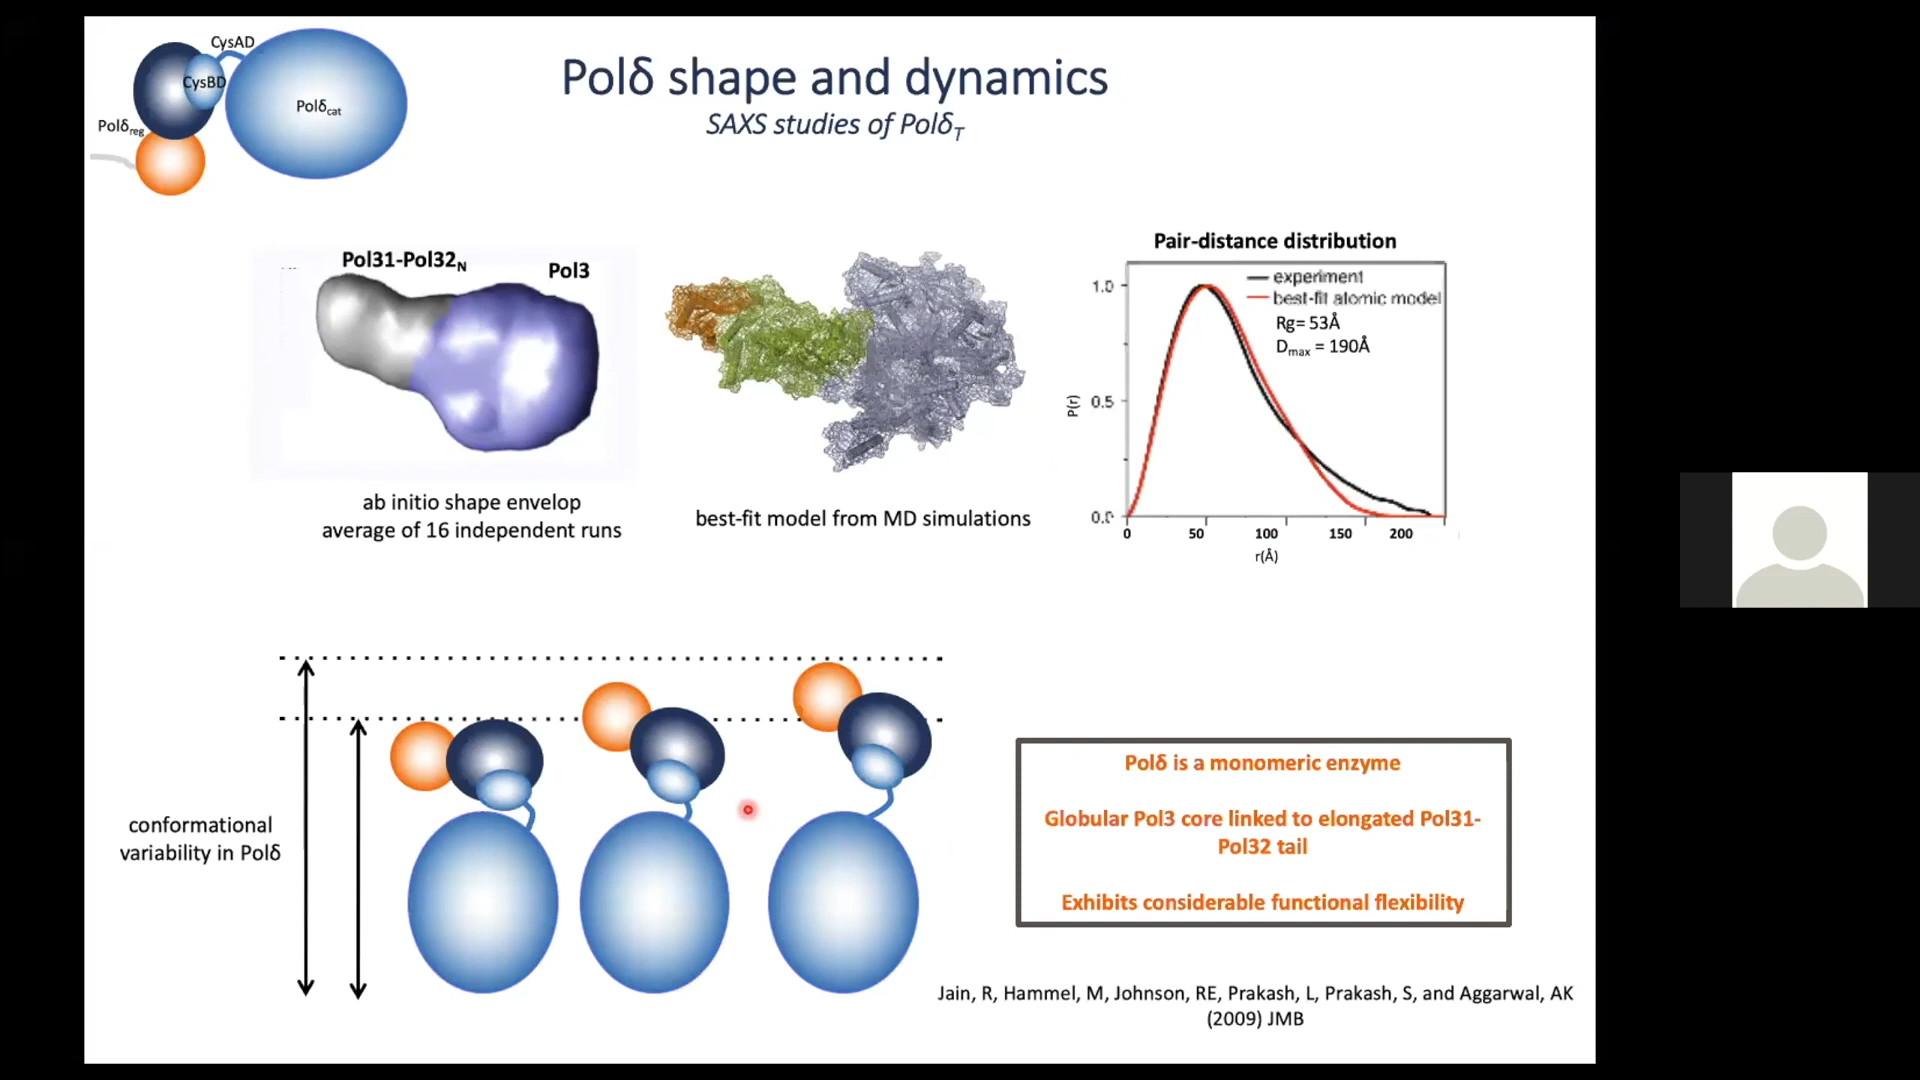 CysAD
CysBD
Polδcat
Polδreg
Polδ shape and dynamics
SAXS studies of PolδT
Pol31-Pol32N
Pol3
ab initio shape envelop
average of 16 independent runs
best-fit model from MD simulations
Pair-distance distribution
experiment
best-fit atomic model
Rg= 53Å
Dmax = 190Å
P(r)
1.0
0.5
0.0
0 50 100 150 200
r(Å)
conformational
variability in Polδ
Polδ is a monomeric enzyme
Globular Pol3 core linked to elongated Pol31-
Pol32 tail
Exhibits considerable functional flexibility
Jain, R, Hammel, M, Johnson, RE, Prakash, L, Prakash, S, and Aggarwal, AK
(2009) JMB